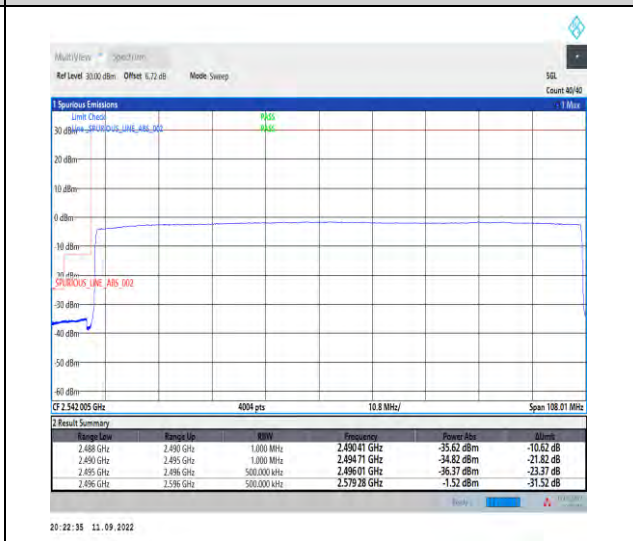 MultiView Spectrum
Ref Level 30.00 dBm Offset 6.72 dB Mode Sweep SGL
Count 40/40
1 Spurious Emissions 1 Max
Limit Check PASS
30 dBm Line _SPURIOUS_LINE_ABS_002 PASS
20 dBm
10 dBm
0 dBm
-10 dBm
-20 dBm
_SPURIOUS_LINE_ABS_002
-30 dBm
-40 dBm
-50 dBm
-60 dBm
CF 2.542 005 GHz 4004 pts 10.8 MHz/ Span 108.01 MHz
2 Result Summary
Range Low Range Up RBW Frequency Power Abs ΔLimit
2.488 GHz 2.490 GHz 1.000 MHz 2.490 41 GHz -35.62 dBm -10.62 dB
2.490 GHz 2.495 GHz 1.000 MHz 2.494 71 GHz -34.82 dBm -21.82 dB
2.495 GHz 2.496 GHz 500.000 kHz 2.496 01 GHz -36.37 dBm -23.37 dB
2.496 GHz 2.596 GHz 500.000 kHz 2.579 28 GHz -1.52 dBm -31.52 dB
20:22:35 11.09.2022